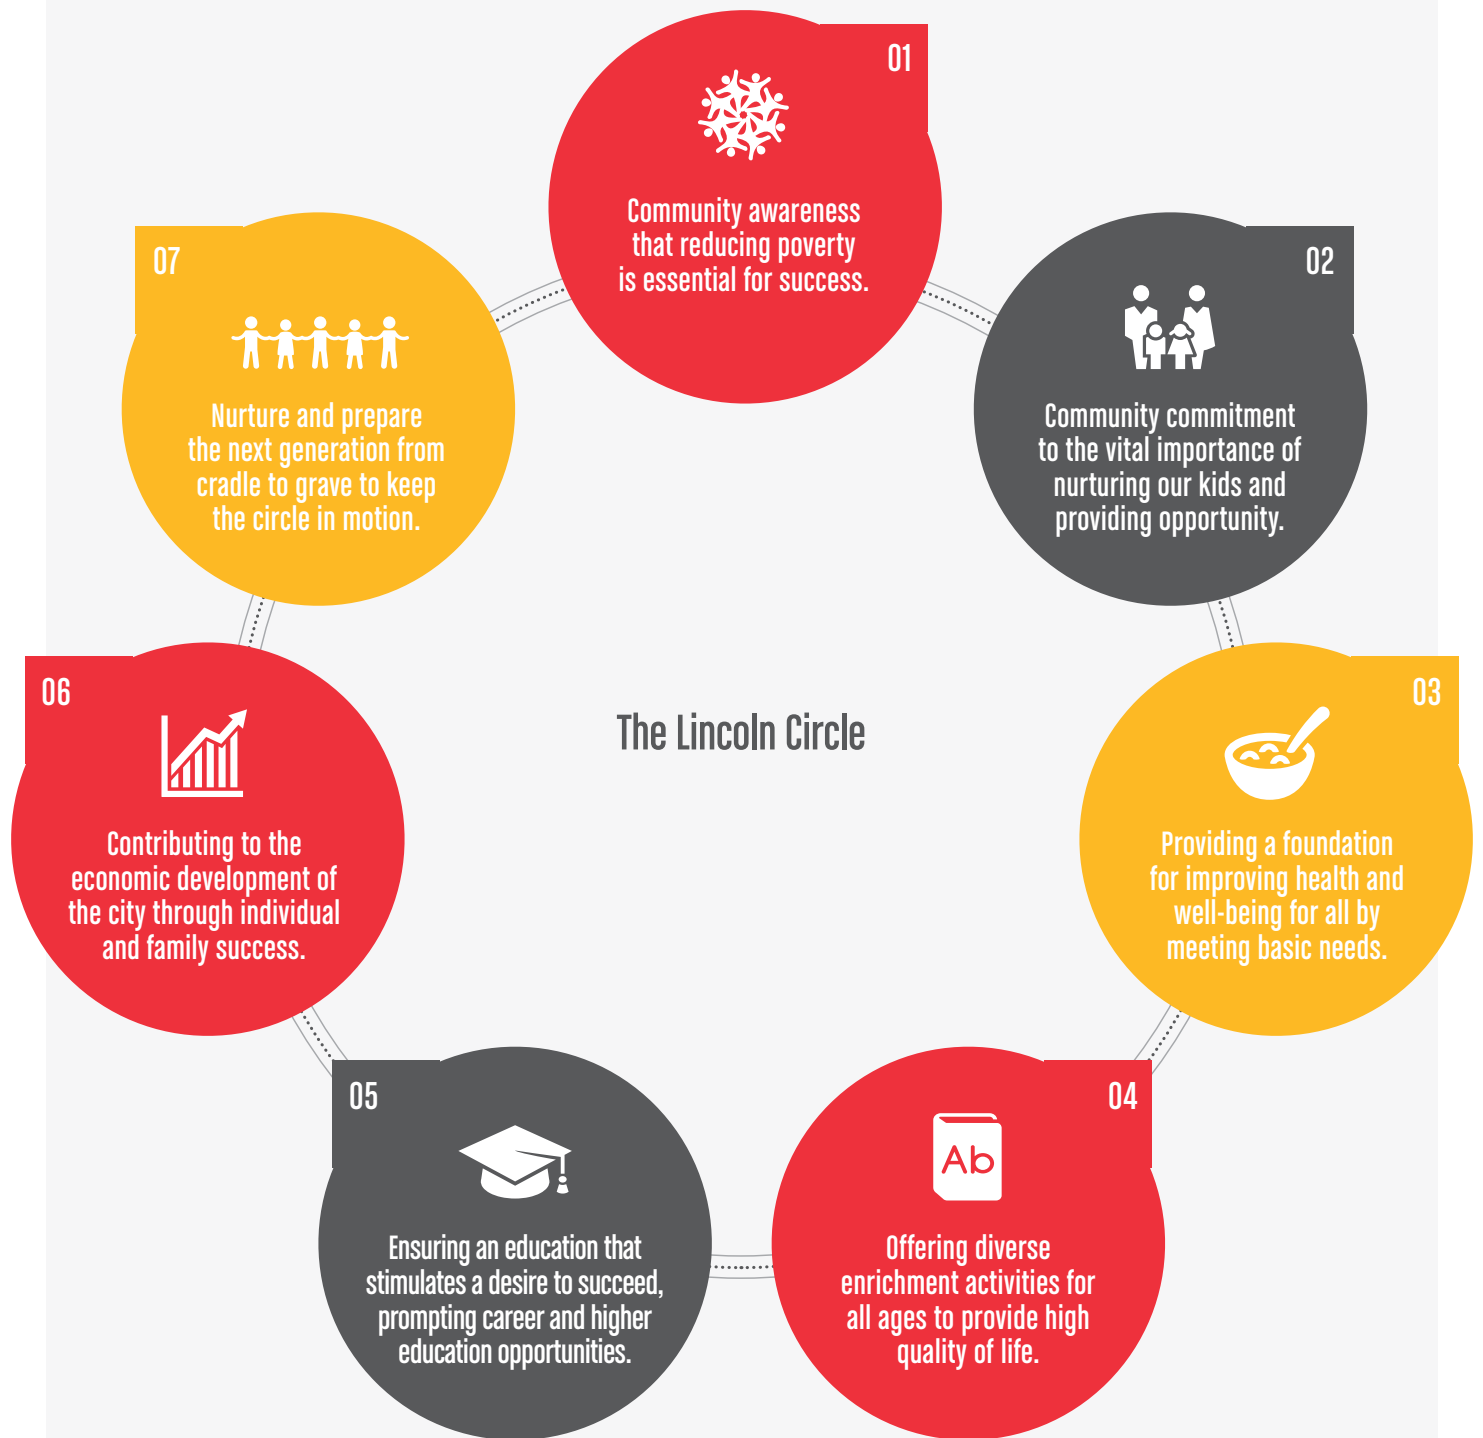 01
Community awareness
that reducing poverty
is essential for success.
02
Community commitment
to the vital importance of
nurturing our kids and
providing opportunity.
03
Providing a foundation
for improving health and
well-being for all by
meeting basic needs.
04
Ab
Offering diverse
enrichment activities for
all ages to provide high
quality of life.
05
Ensuring an education that
stimulates a desire to succeed,
prompting career and higher
education opportunities.
06
Contributing to the
economic development of
the city through individual
and family success.
07
Nurture and prepare
the next generation from
cradle to grave to keep
the circle in motion.
The Lincoln Circle